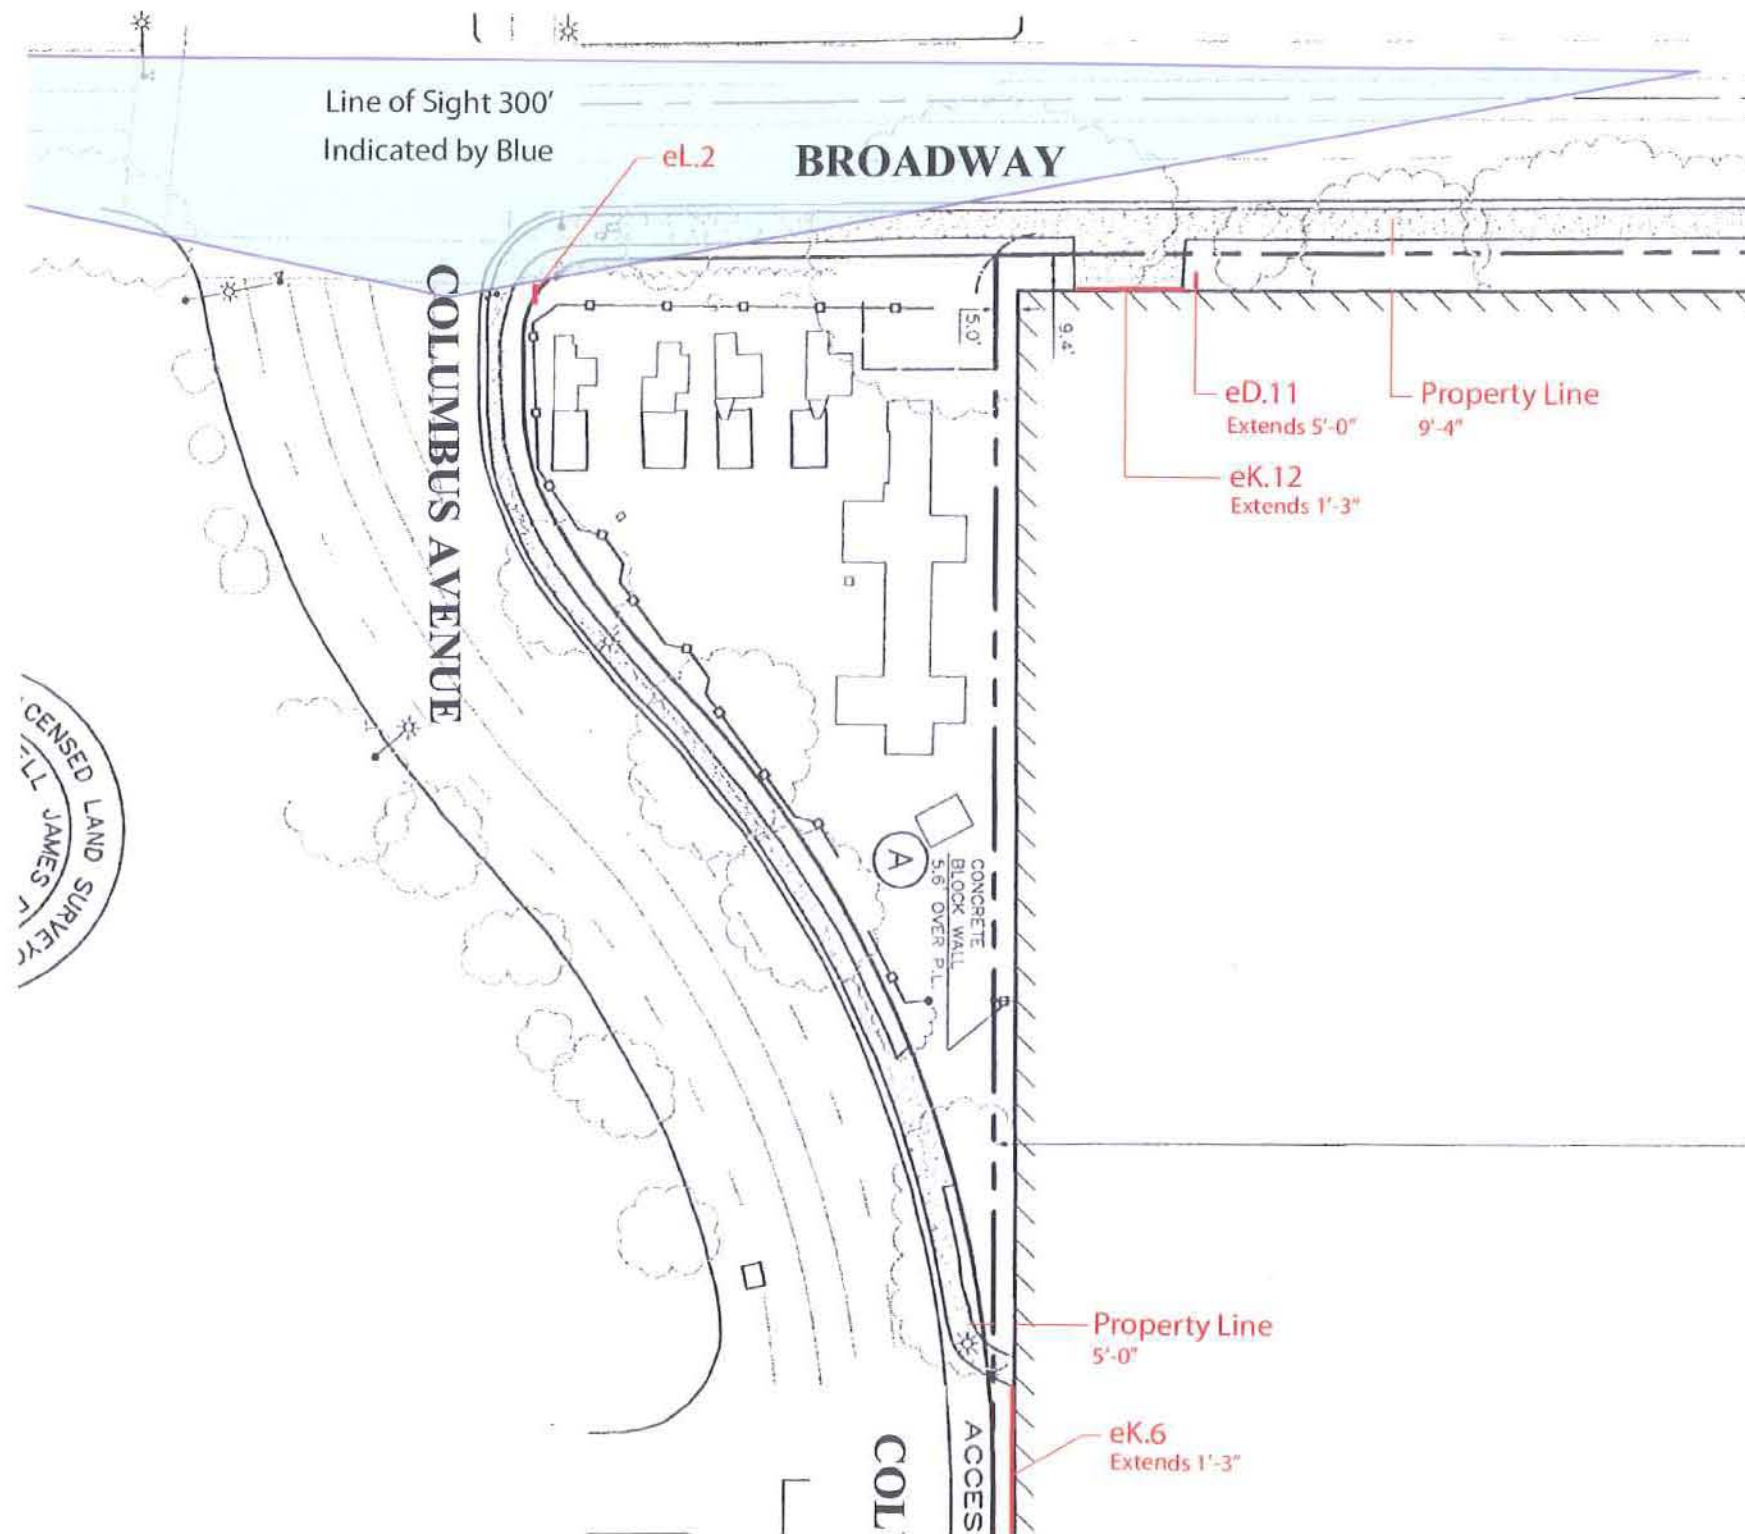 Line of Sight 300'
Indicated by Blue
eL.2
BROADWAY
COLUMBUS AVENUE
5.0'
9.4'
eD.11
Extends 5'-0"
Property Line
9'-4"
eK.12
Extends 1'-3"
CENSED LAND SURVEYO
ELL JAMES
A
CONCRETE
BLOCK WALL
5.6' OVER P.L.
Property Line
5'-0"
eK.6
Extends 1'-3"
COL
ACCES